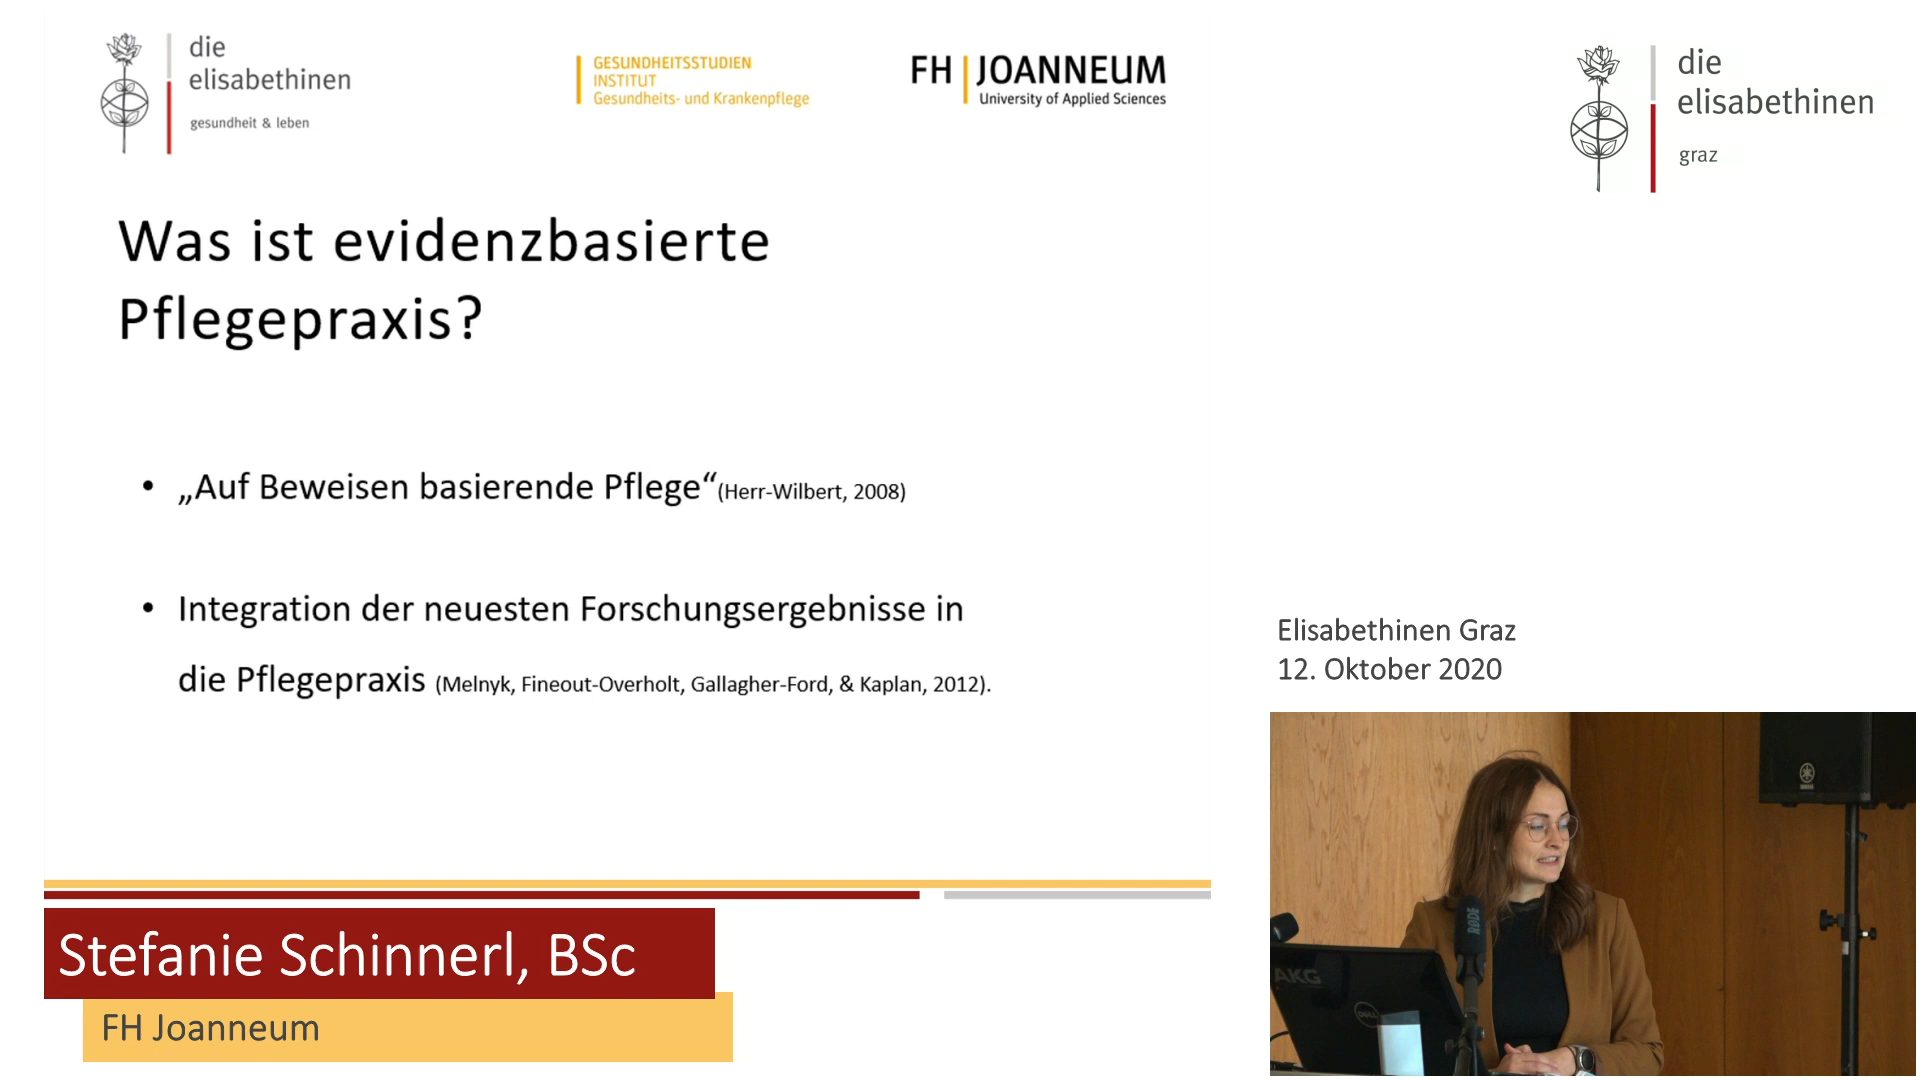 die
elisabethinen
gesundheit & leben
GESUNDHEITSSTUDIEN
INSTITUT
Gesundheits- und Krankenpflege
FH JOANNEUM
University of Applied Sciences
die
elisabethinen
graz
Was ist evidenzbasierte
Pflegepraxis?
• „Auf Beweisen basierende Pflege“(Herr-Wilbert, 2008)
• Integration der neuesten Forschungsergebnisse in
die Pflegepraxis (Melnyk, Fineout-Overholt, Gallagher-Ford, & Kaplan, 2012).
Elisabethinen Graz
12. Oktober 2020
Stefanie Schinnerl, BSc
FH Joanneum
RØDE
AKG
DELL